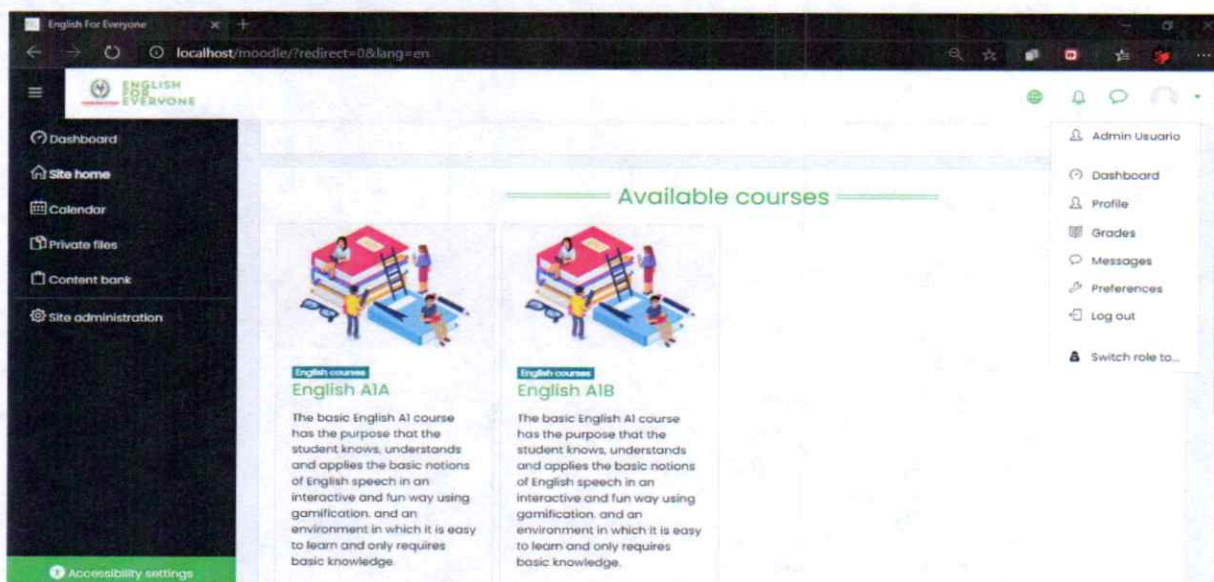 English For Everyone
localhost/moodle/?redirect=0&lang=en
ENGLISH
FOR
EVERYONE
Dashboard
Site home
Calendar
Private files
Content bank
Site administration
Accessibility settings
Available courses
English courses
English A1A
The basic English A1 course
has the purpose that the
student knows, understands
and applies the basic notions
of English speech in an
interactive and fun way using
gamification. and an
environment in which it is easy
to learn and only requires
basic knowledge.
English courses
English A1B
The basic English A1 course
has the purpose that the
student knows, understands
and applies the basic notions
of English speech in an
interactive and fun way using
gamification. and an
environment in which it is easy
to learn and only requires
basic knowledge.
Admin Usuario
Dashboard
Profile
Grades
Messages
Preferences
Log out
Switch role to...